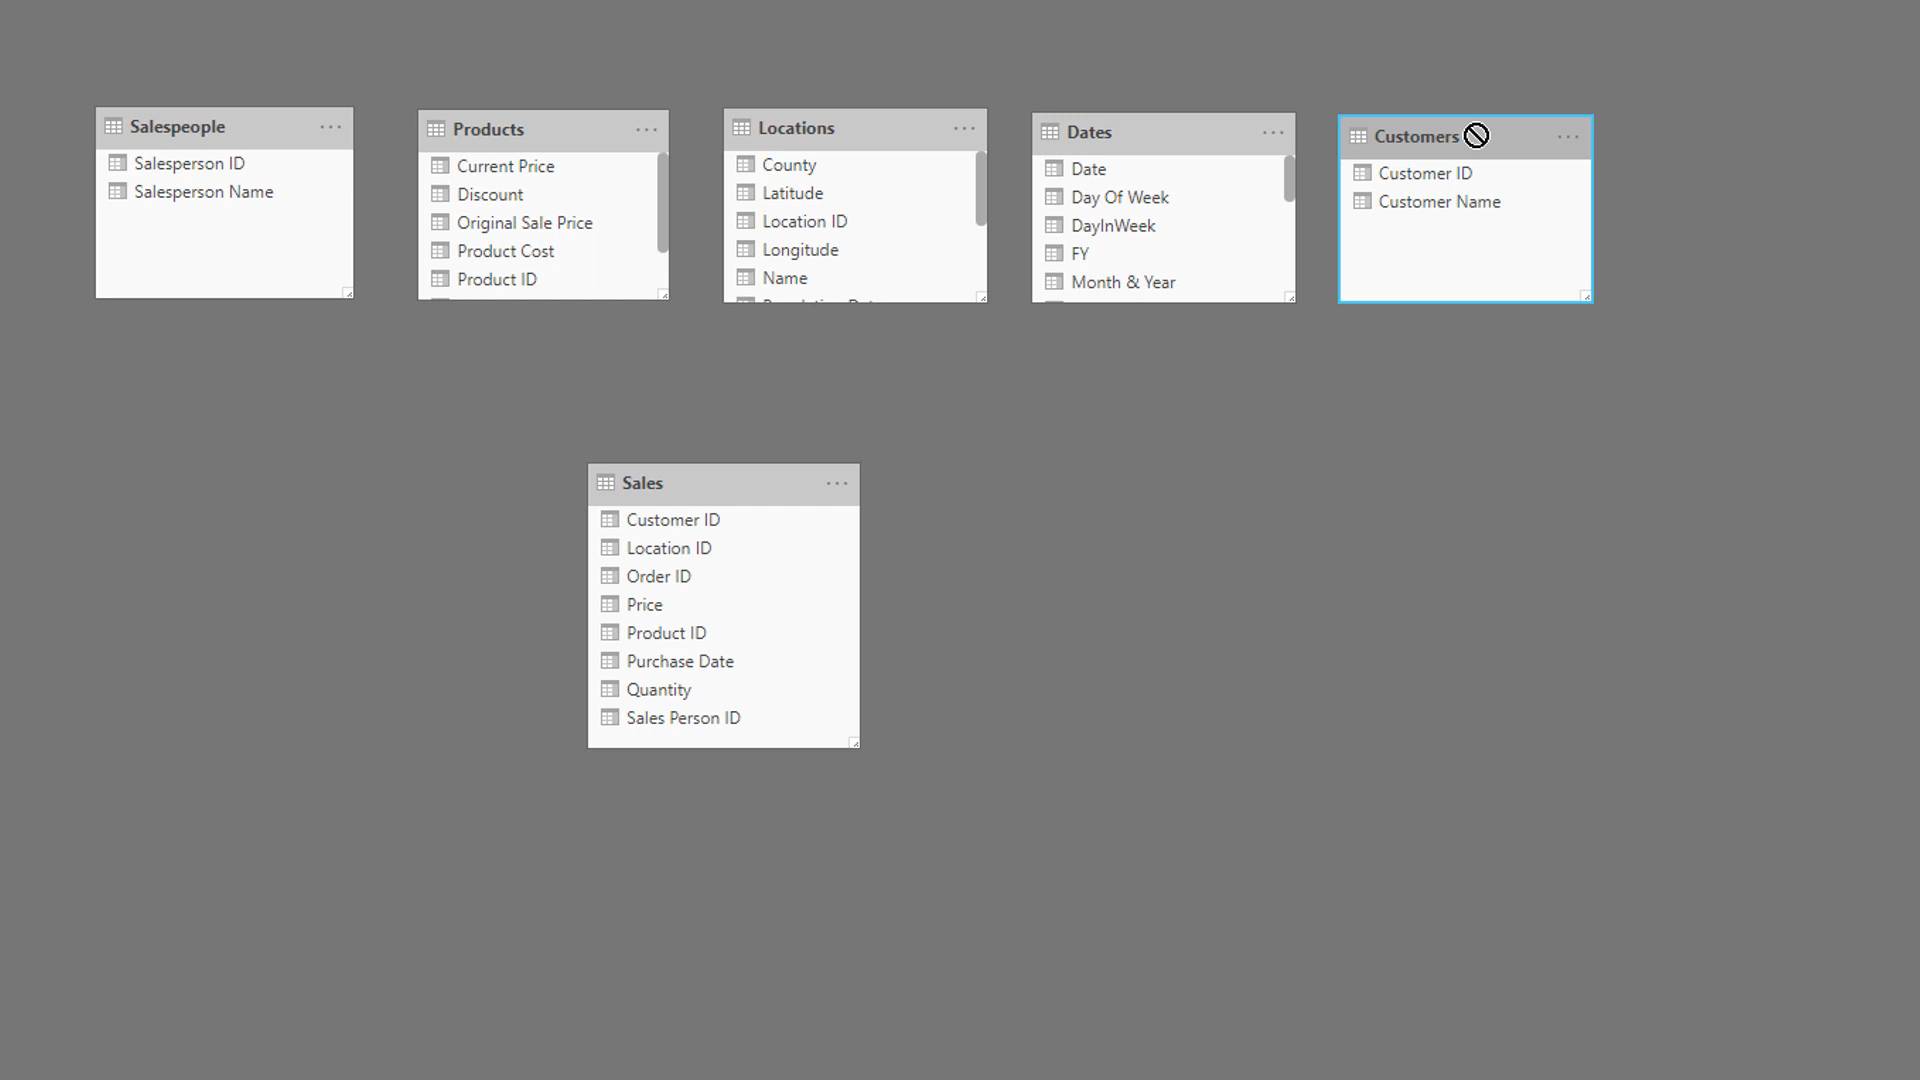 Salespeople
Salesperson ID
Salesperson Name
Products
Current Price
Discount
Original Sale Price
Product Cost
Product ID
Locations
County
Latitude
Location ID
Longitude
Name
Dates
Date
Day Of Week
DayInWeek
FY
Month & Year
Customers
Customer ID
Customer Name
Sales
Customer ID
Location ID
Order ID
Price
Product ID
Purchase Date
Quantity
Sales Person ID